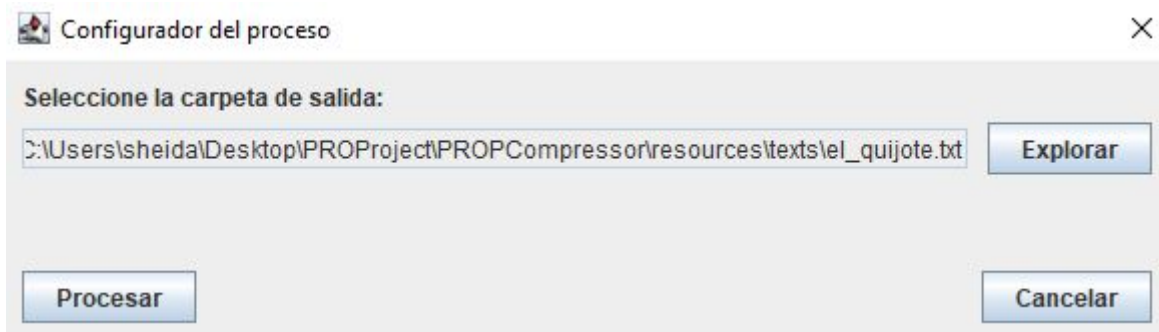 Configurador del proceso
Seleccione la carpeta de salida:
C:\Users\sheida\Desktop\PROProject\PROPCompressor\resources\texts\el_quijote.txt Explorar
Procesar Cancelar